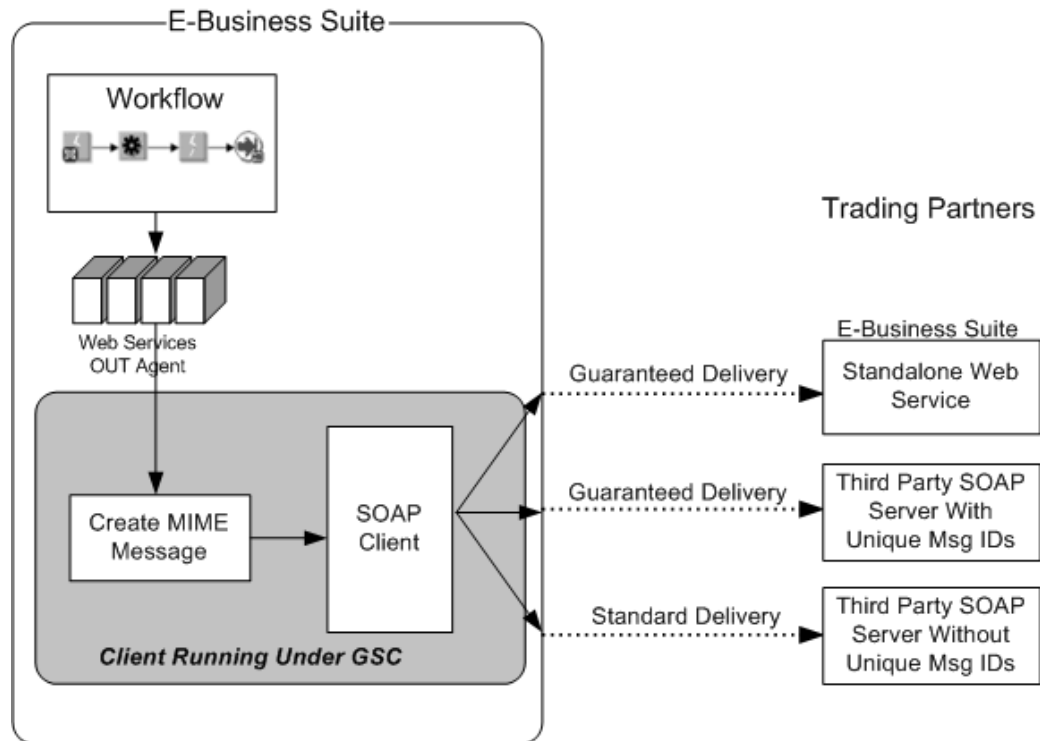 E-Business Suite
Workflow
Web Services
OUT Agent
Create MIME
Message
SOAP
Client
Client Running Under GSC
Guaranteed Delivery
Guaranteed Delivery
Standard Delivery
Trading Partners
E-Business Suite
Standalone Web
Service
Third Party SOAP
Server With
Unique Msg IDs
Third Party SOAP
Server Without
Unique Msg IDs